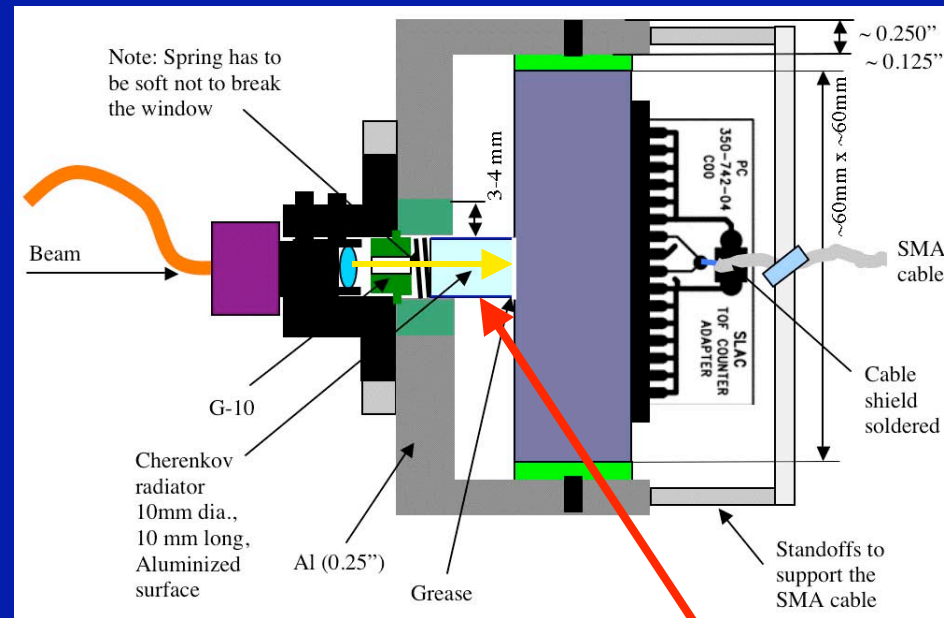 Note: Spring has to
be soft not to break
the window
~ 0.250”
~ 0.125”
3-4 mm
~60mm x ~60mm
PC
350-742-04
C00
SLAC
TOF COUNTER
ADAPTER
Beam
SMA
cable
G-10
Cable
shield
soldered
Cherenkov
radiator
10mm dia.,
10 mm long,
Aluminized
surface
Al (0.25”)
Grease
Standoffs to
support the
SMA cable